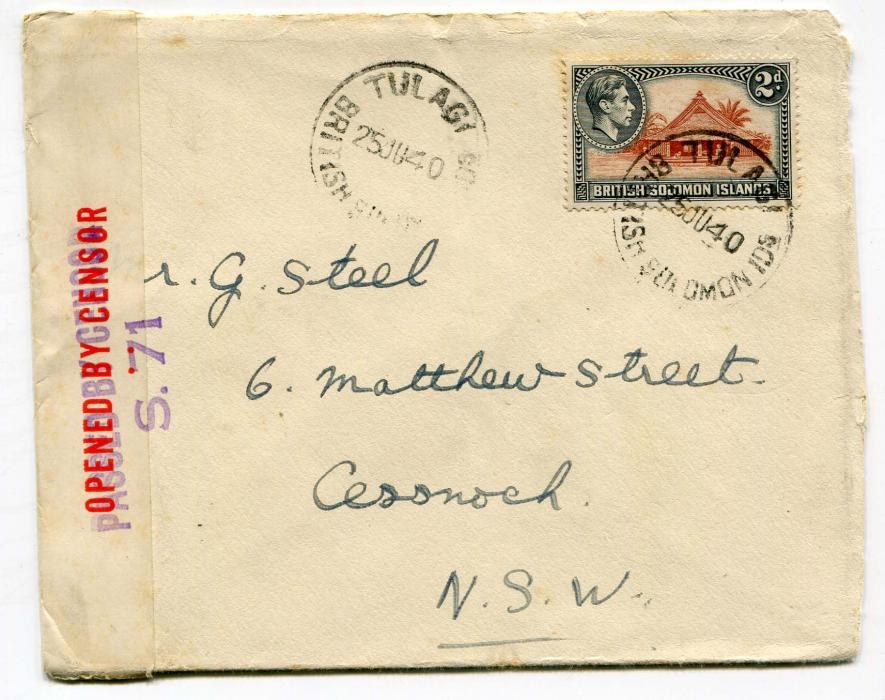 TULAGI
BRITISH SOLOMON IDS
25JU40
2d.
BRITISH SOLOMON ISLANDS
TULAGI
BRITISH SOLOMON IDS
25JU40
OPENED BY CENSOR
PASSED BY CENSOR
S. 71
r. G. Steel
6. Matthew Street.
Cessnock.
N.S.W.